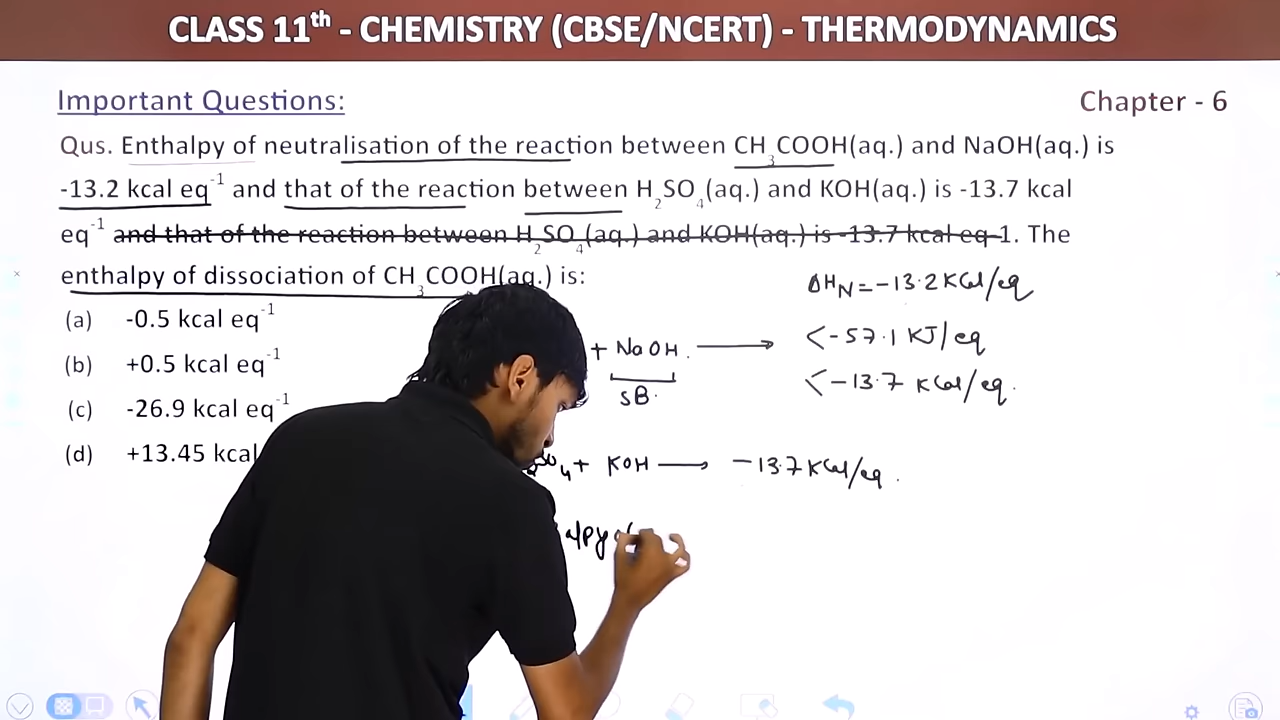 CLASS 11th - CHEMISTRY (CBSE/NCERT) - THERMODYNAMICS
Important Questions:
Chapter - 6
Qus. Enthalpy of neutralisation of the reaction between CH3COOH(aq.) and NaOH(aq.) is
-13.2 kcal eq-1 and that of the reaction between H2SO4(aq.) and KOH(aq.) is -13.7 kcal
eq-1 and that of the reaction between H2SO4(aq.) and KOH(aq.) is -13.7 kcal eq-1. The
enthalpy of dissociation of CH3COOH(aq.) is:
ΔHN = -13.2 KCal/eq
(a) -0.5 kcal eq-1
+ NaOH. ⟶ < -57.1 KJ/eq
(b) +0.5 kcal eq-1
SB.
< -13.7 KCal/eq.
(c) -26.9 kcal eq-1
(d) +13.45 kcal
SO4 + KOH ⟶ -13.7 KCal/eq.
alpy